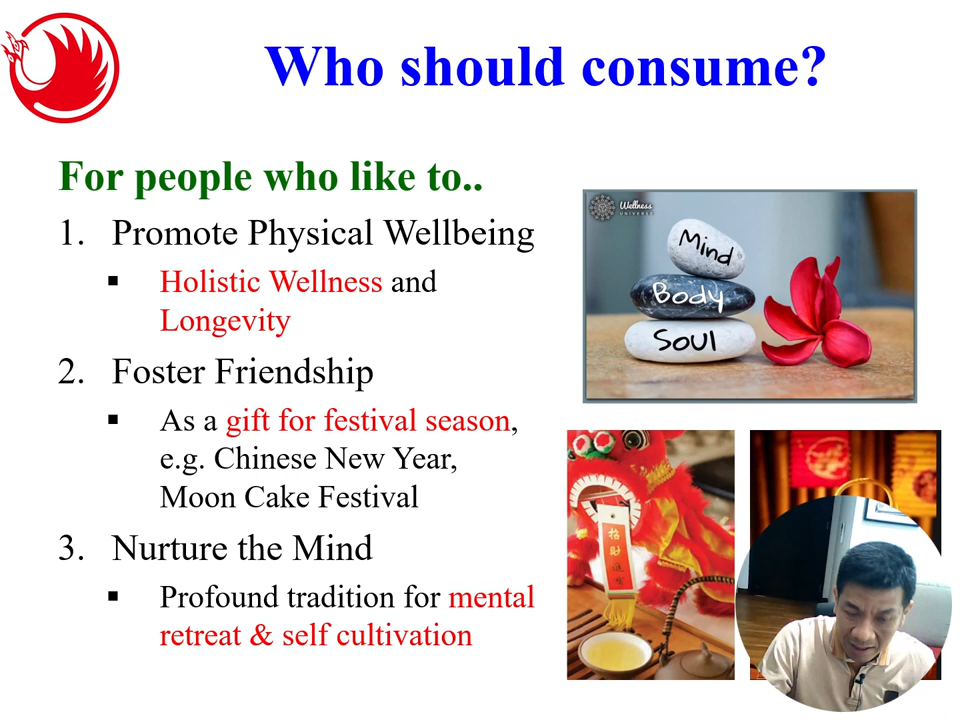 Who should consume?
For people who like to..
1. Promote Physical Wellbeing
▪ Holistic Wellness and
Longevity
2. Foster Friendship
▪ As a gift for festival season,
e.g. Chinese New Year,
Moon Cake Festival
3. Nurture the Mind
▪ Profound tradition for mental
retreat & self cultivation
Wellness
UNIVERSE
Mind
Body
Soul
招財進寶